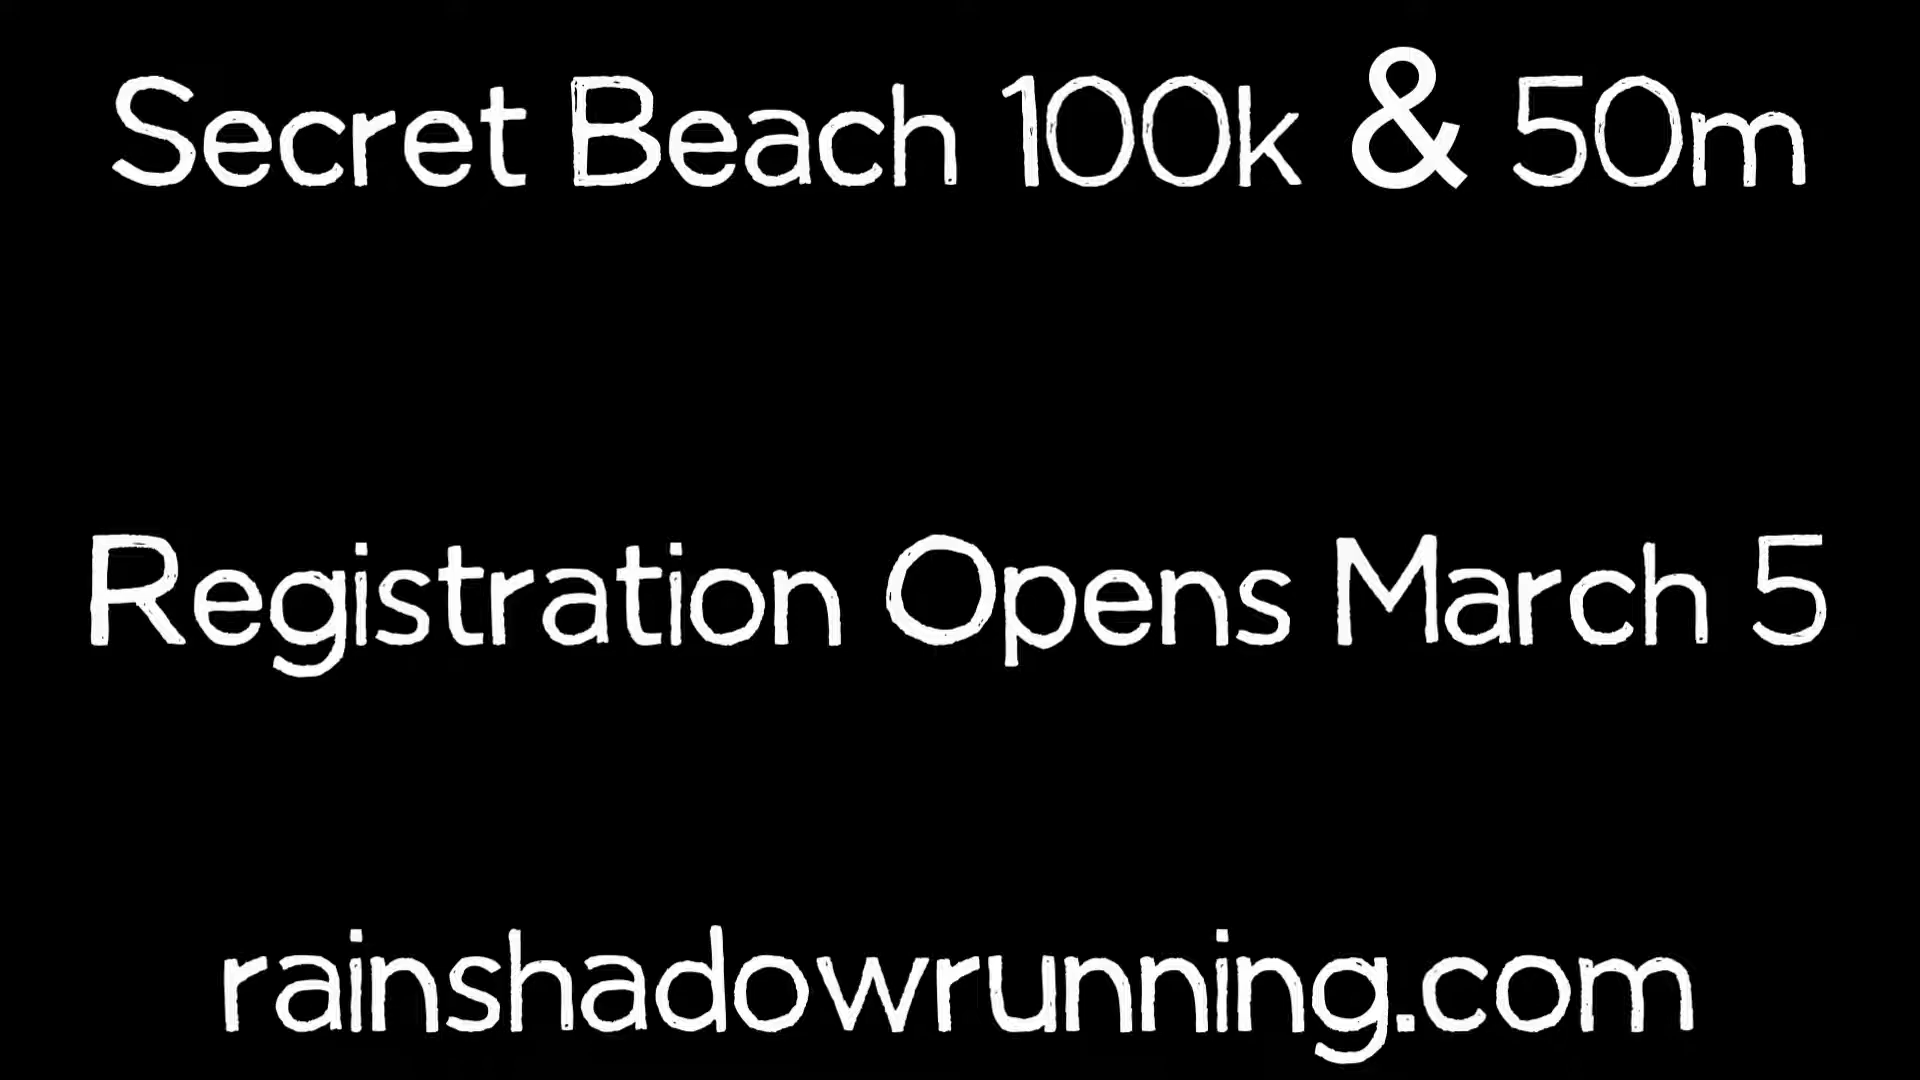 Secret Beach 100k & 50m
Registration Opens March 5
rainshadowrunning.com